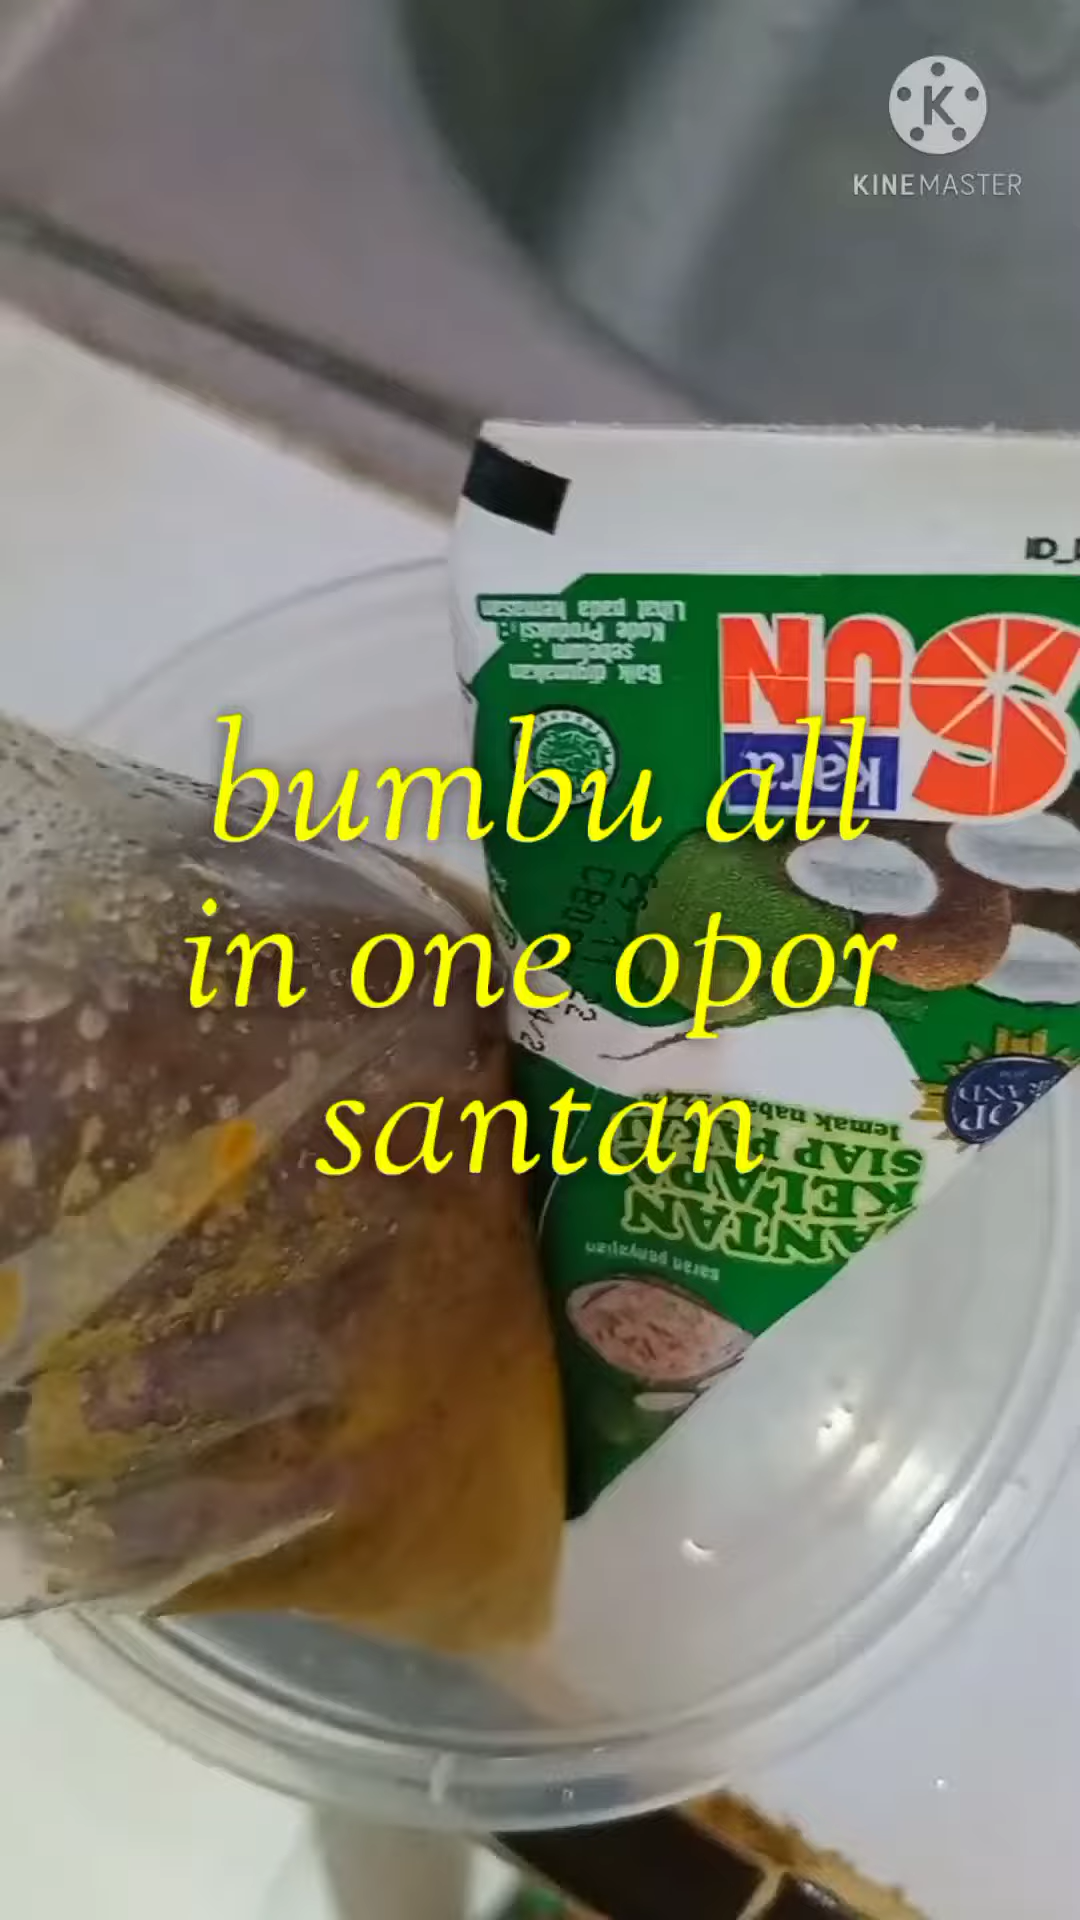 KINEMASTER
Baik digunakan
sebelum :
Kode Produksi :
Lihat pada kemasan
SUN
kara
bumbu all
in one opor
santan
lemak nabati
SIAP PAKAI
KELAPA
saran penyajian